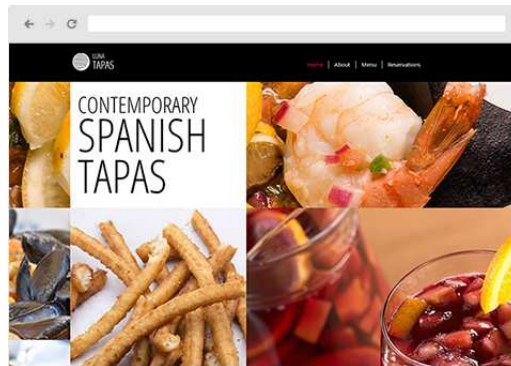 LUNA
TAPAS
Home | About | Menu | Reservations
CONTEMPORARY
SPANISH
TAPAS